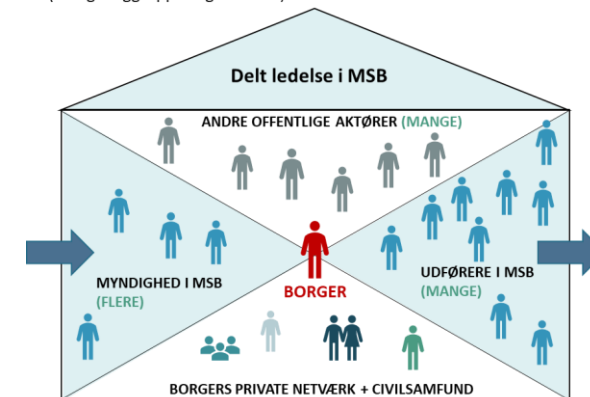 Delt ledelse i MSB
ANDRE OFFENTLIGE AKTØRER (MANGE)
MYNDIGHED I MSB
(FLERE)
BORGER
UDFØRERE I MSB
(MANGE)
BORGERS PRIVATE NETVÆRK + CIVILSAMFUND